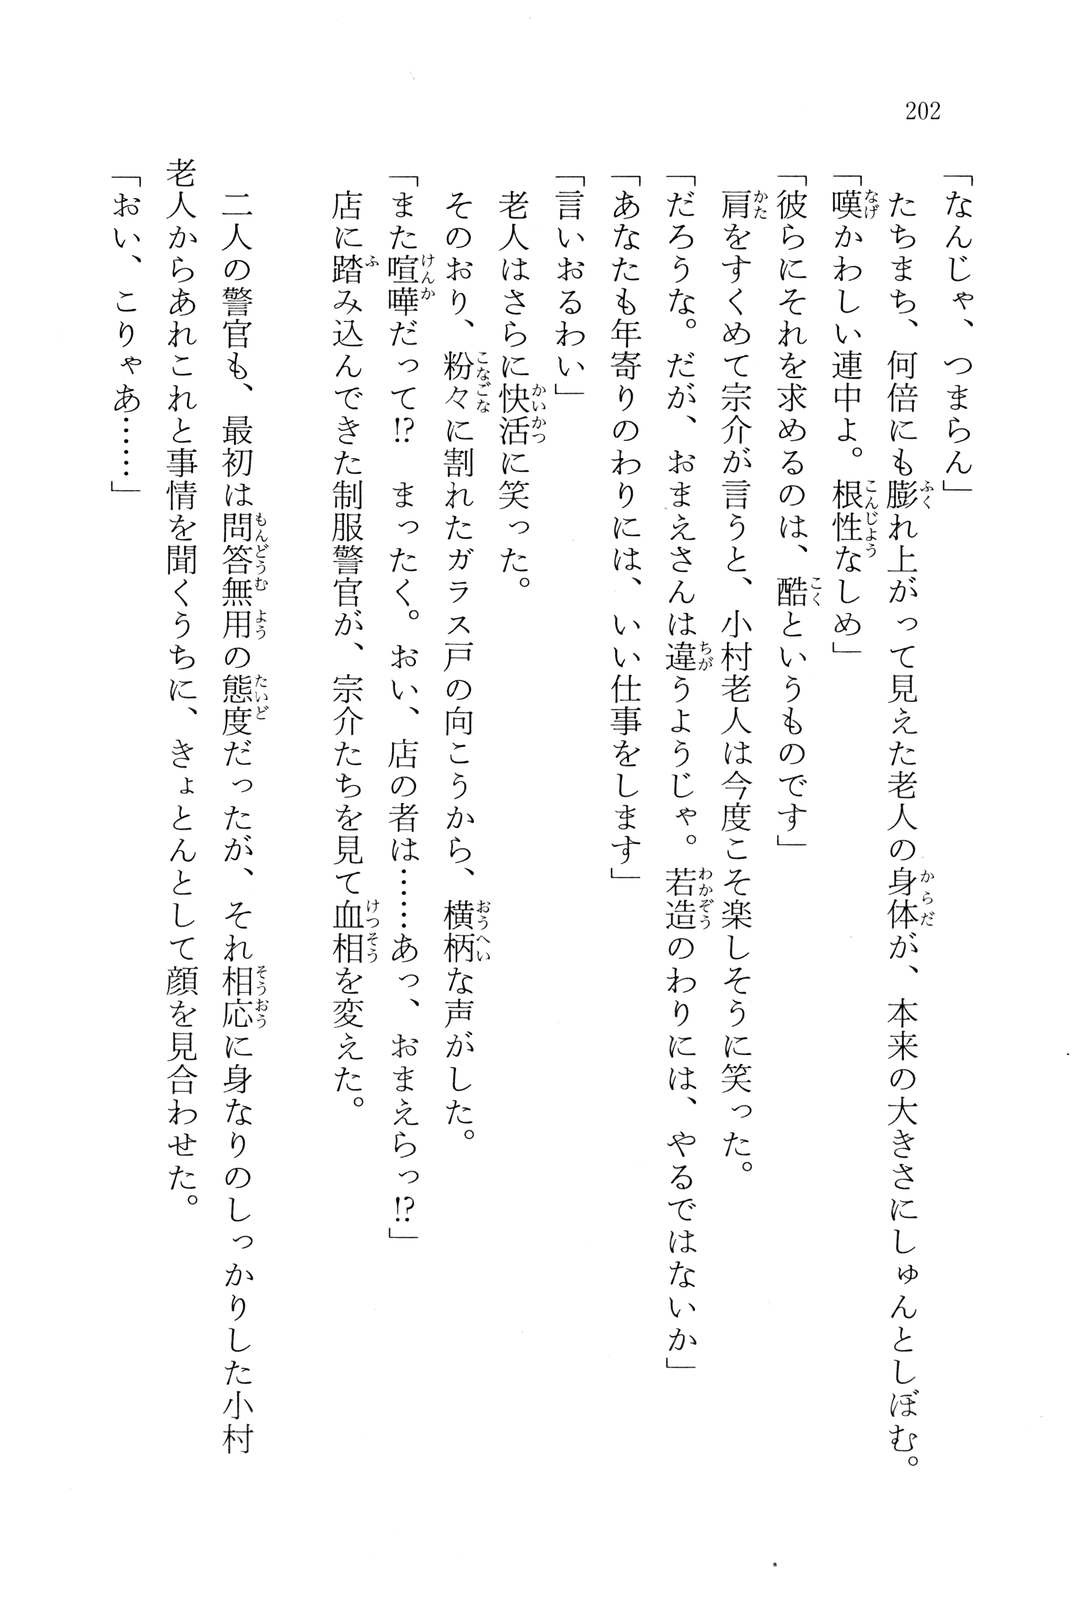 202
「なんじゃ、つまらん」
　たちまち、何倍にも膨れ上がって見えた老人の身体が、本来の大きさにしゅんとしぼむ。
「嘆かわしい連中よ。根性なしめ」
「彼らにそれを求めるのは、酷というものです」
　肩をすくめて宗介が言うと、小村老人は今度こそ楽しそうに笑った。
「だろうな。だが、おまえさんは違うようじゃ。若造のわりには、やるではないか」
「あなたも年寄りのわりには、いい仕事をします」
「言いおるわい」
　老人はさらに快活に笑った。
　そのおり、粉々に割れたガラス戸の向こうから、横柄な声がした。
「また喧嘩だって!?　まったく。おい、店の者は……あっ、おまえらっ!?」
　店に踏み込んできた制服警官が、宗介たちを見て血相を変えた。
　二人の警官も、最初は問答無用の態度だったが、それ相応に身なりのしっかりした小村
老人からあれこれと事情を聞くうちに、きょとんとして顔を見合わせた。
「おい、こりゃあ……」